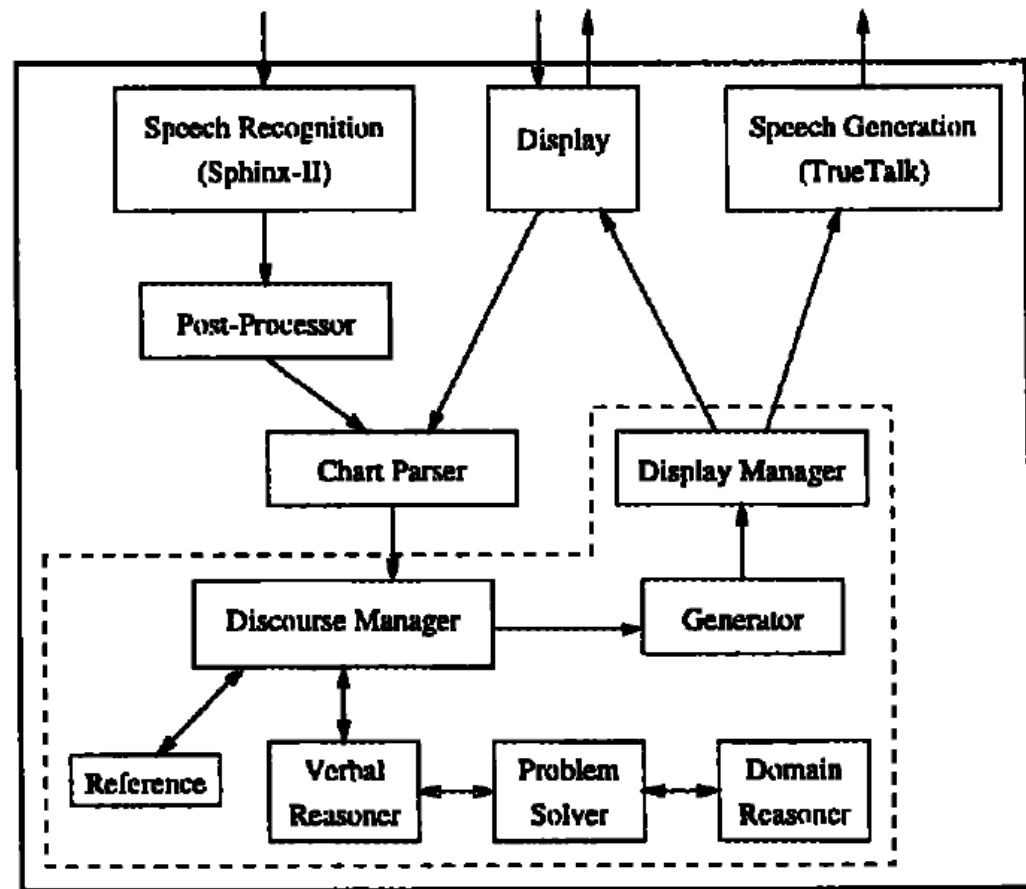 Speech Recognition
(Sphinx-II)
Display
Speech Generation
(TrueTalk)
Post-Processor
Chart Parser
Display Manager
Discourse Manager
Generator
Reference
Verbal
Reasoner
Problem
Solver
Domain
Reasoner